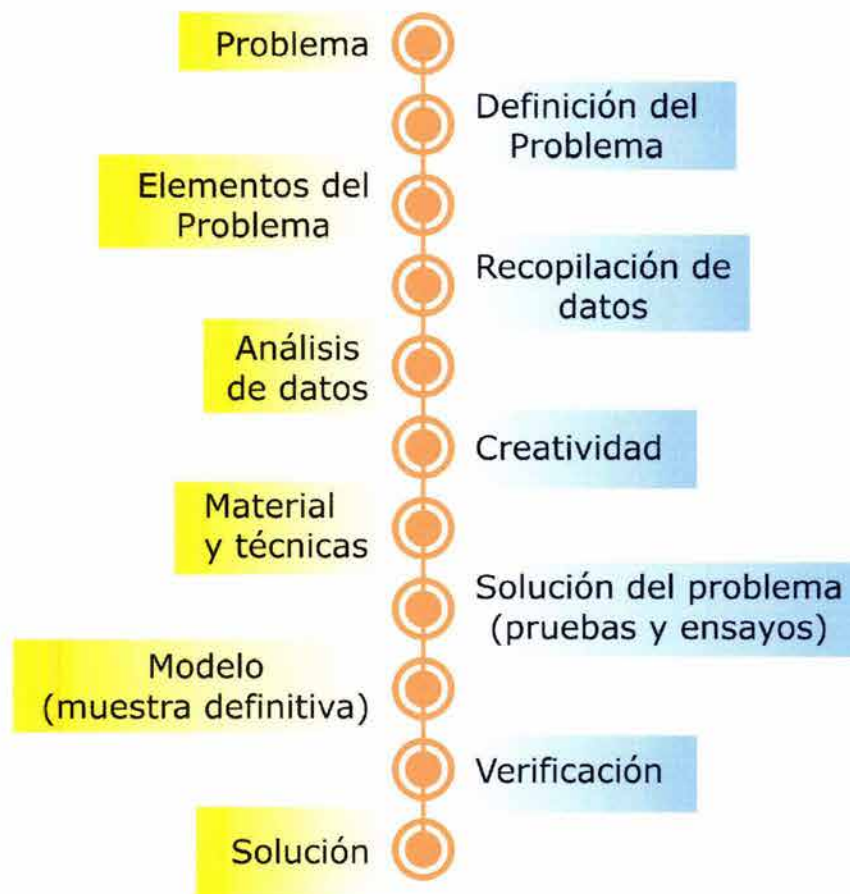 Problema
Definición del
Problema
Elementos del
Problema
Recopilación de
datos
Análisis
de datos
Creatividad
Material
y técnicas
Solución del problema
(pruebas y ensayos)
Modelo
(muestra definitiva)
Verificación
Solución